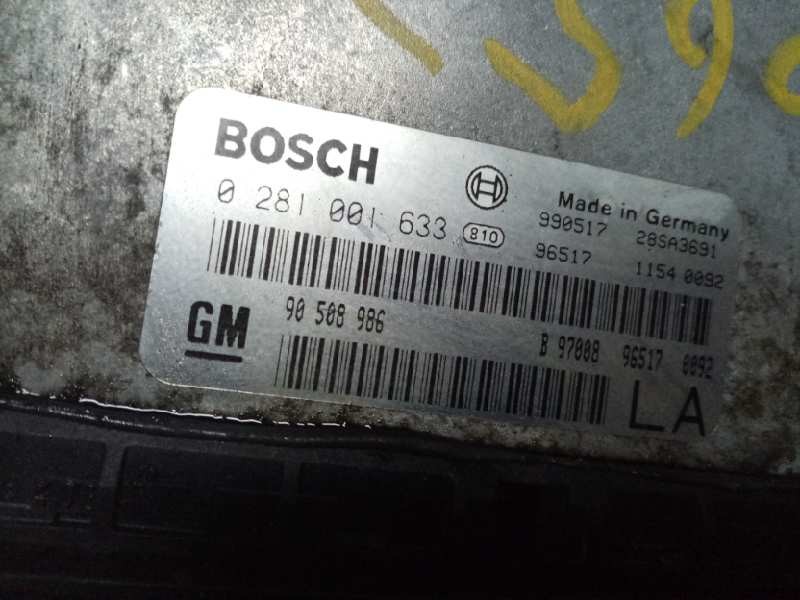 BOSCH
0 281 001 633 810
Made in Germany
990517 28SA3691
96517 1154 0092
GM 90 508 986
B 97008 96517 0092
LA